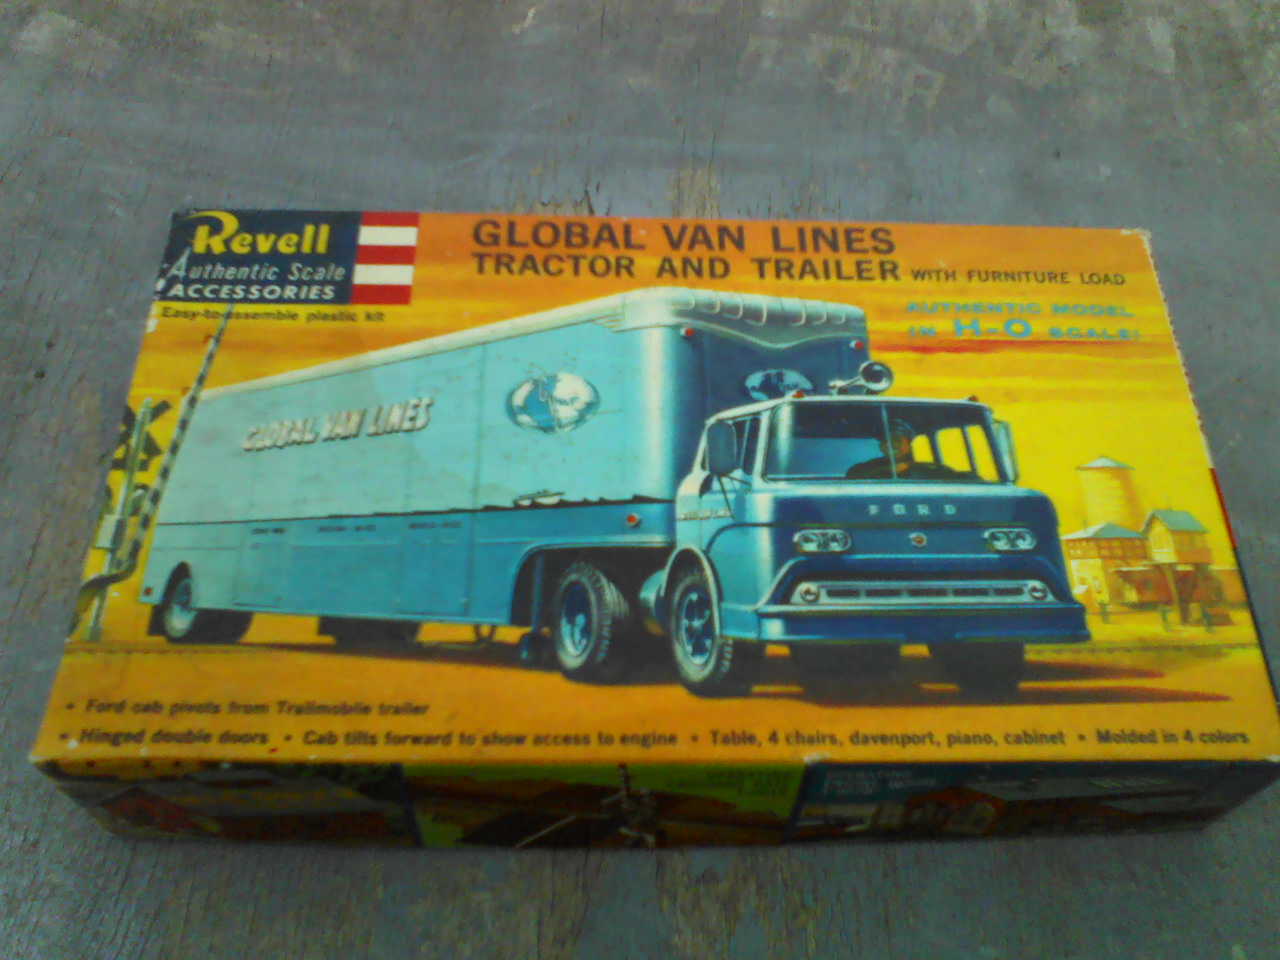 Revell
Authentic Scale
ACCESSORIES
Easy-to-assemble plastic kit
GLOBAL VAN LINES
TRACTOR AND TRAILER WITH FURNITURE LOAD
AUTHENTIC MODEL
IN H-O SCALE!
GLOBAL VAN LINES
FORD
• Ford cab pivots from Trailmobile trailer
• Hinged double doors • Cab tilts forward to show access to engine • Table, 4 chairs, davenport, piano, cabinet • Molded in 4 colors